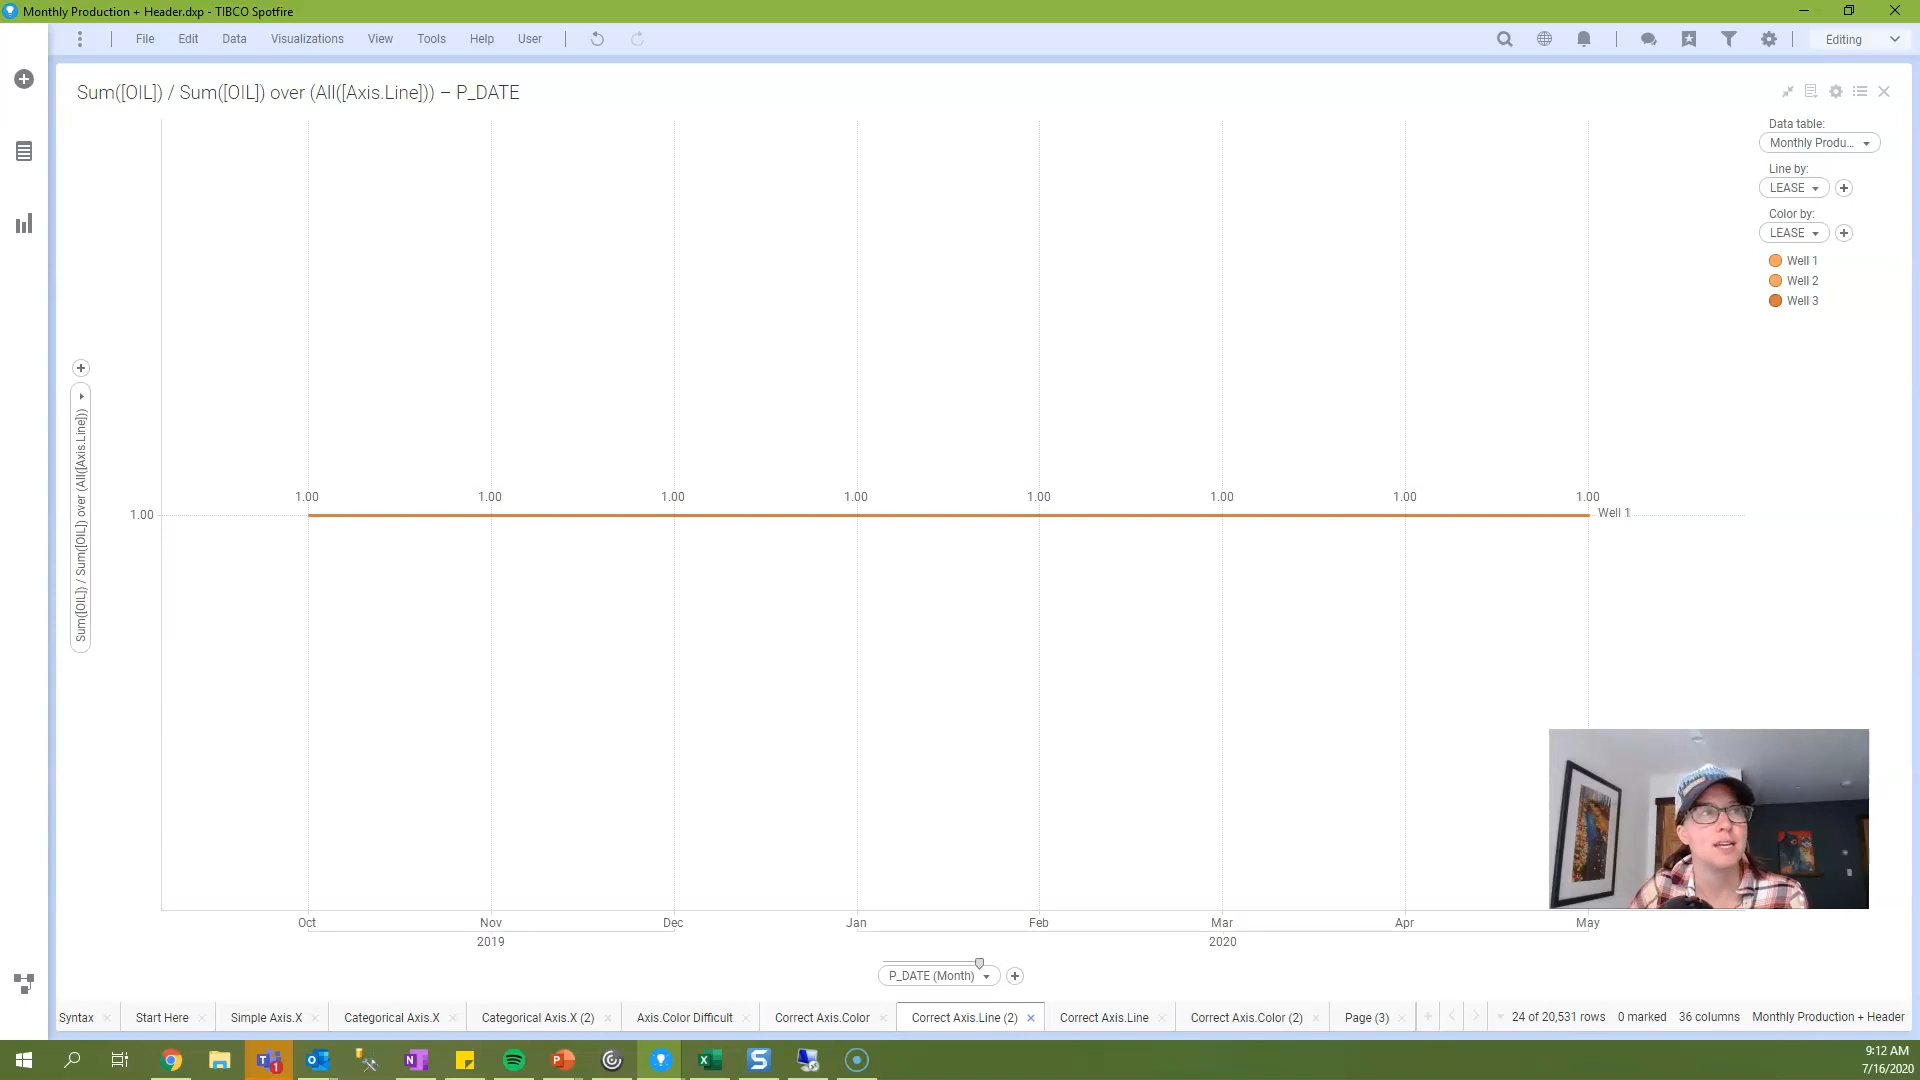 Monthly Production + Header.dxp - TIBCO Spotfire
File Edit Data Visualizations View Tools Help User Editing
Sum([OIL]) / Sum([OIL]) over (All([Axis.Line])) – P_DATE
Data table:
Monthly Produ...
Line by:
LEASE
Color by:
LEASE
Well 1
Well 2
Well 3
Sum([OIL]) / Sum([OIL]) over (All([Axis.Line]))
1.00 1.00 1.00 1.00 1.00 1.00 1.00 1.00
1.00
Well 1
Oct Nov Dec Jan Feb Mar Apr May
2019 2020
P_DATE (Month)
Syntax Start Here Simple Axis.X Categorical Axis.X Categorical Axis.X (2) Axis.Color Difficult Correct Axis.Color Correct Axis.Line (2) Correct Axis.Line Correct Axis.Color (2) Page (3) 24 of 20,531 rows 0 marked 36 columns Monthly Production + Header
9:12 AM
7/16/2020